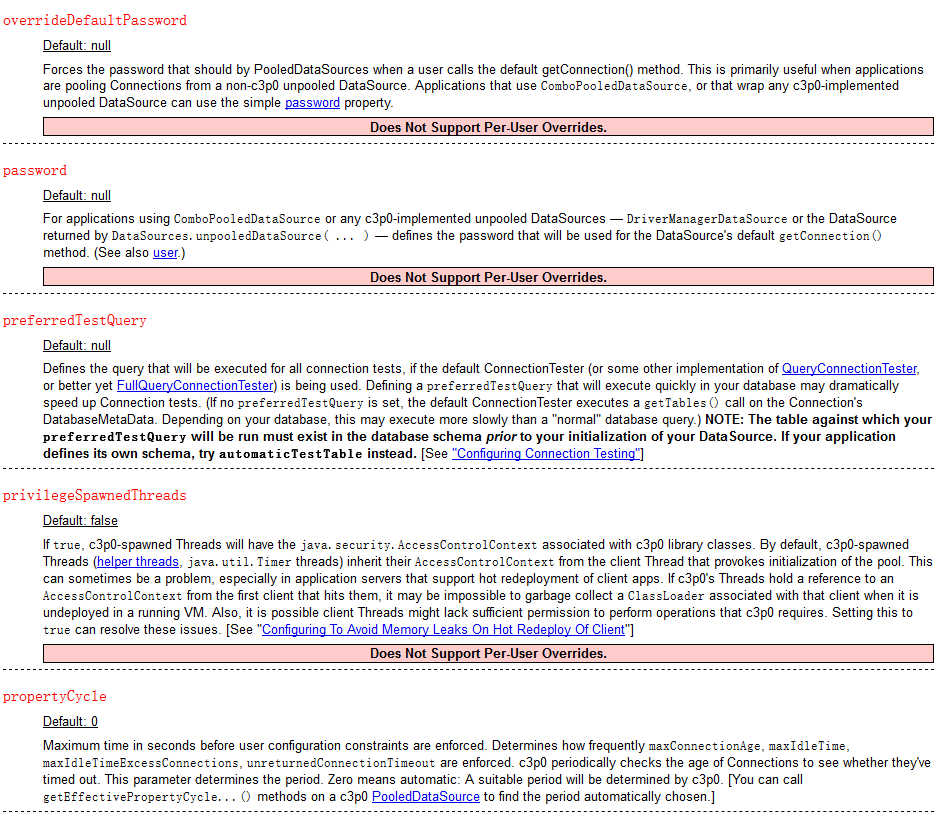 overrideDefaultPassword
Default: null
Forces the password that should by PooledDataSources when a user calls the default getConnection() method. This is primarily useful when applications
are pooling Connections from a non-c3p0 unpooled DataSource. Applications that use ComboPooledDataSource, or that wrap any c3p0-implemented
unpooled DataSource can use the simple password property.
Does Not Support Per-User Overrides.
password
Default: null
For applications using ComboPooledDataSource or any c3p0-implemented unpooled DataSources — DriverManagerDataSource or the DataSource
returned by DataSources.unpooledDataSource( ... ) — defines the password that will be used for the DataSource's default getConnection()
method. (See also user.)
Does Not Support Per-User Overrides.
preferredTestQuery
Default: null
Defines the query that will be executed for all connection tests, if the default ConnectionTester (or some other implementation of QueryConnectionTester,
or better yet FullQueryConnectionTester) is being used. Defining a preferredTestQuery that will execute quickly in your database may dramatically
speed up Connection tests. (If no preferredTestQuery is set, the default ConnectionTester executes a getTables() call on the Connection's
DatabaseMetaData. Depending on your database, this may execute more slowly than a "normal" database query.) NOTE: The table against which your
preferredTestQuery will be run must exist in the database schema prior to your initialization of your DataSource. If your application
defines its own schema, try automaticTestTable instead. [See "Configuring Connection Testing"]
privilegeSpawnedThreads
Default: false
If true, c3p0-spawned Threads will have the java.security.AccessControlContext associated with c3p0 library classes. By default, c3p0-spawned
Threads (helper threads, java.util.Timer threads) inherit their AccessControlContext from the client Thread that provokes initialization of the pool. This
can sometimes be a problem, especially in application servers that support hot redeployment of client apps. If c3p0's Threads hold a reference to an
AccessControlContext from the first client that hits them, it may be impossible to garbage collect a ClassLoader associated with that client when it is
undeployed in a running VM. Also, it is possible client Threads might lack sufficient permission to perform operations that c3p0 requires. Setting this to
true can resolve these issues. [See "Configuring To Avoid Memory Leaks On Hot Redeploy Of Client"]
Does Not Support Per-User Overrides.
propertyCycle
Default: 0
Maximum time in seconds before user configuration constraints are enforced. Determines how frequently maxConnectionAge, maxIdleTime,
maxIdleTimeExcessConnections, unreturnedConnectionTimeout are enforced. c3p0 periodically checks the age of Connections to see whether they've
timed out. This parameter determines the period. Zero means automatic: A suitable period will be determined by c3p0. [You can call
getEffectivePropertyCycle...() methods on a c3p0 PooledDataSource to find the period automatically chosen.]